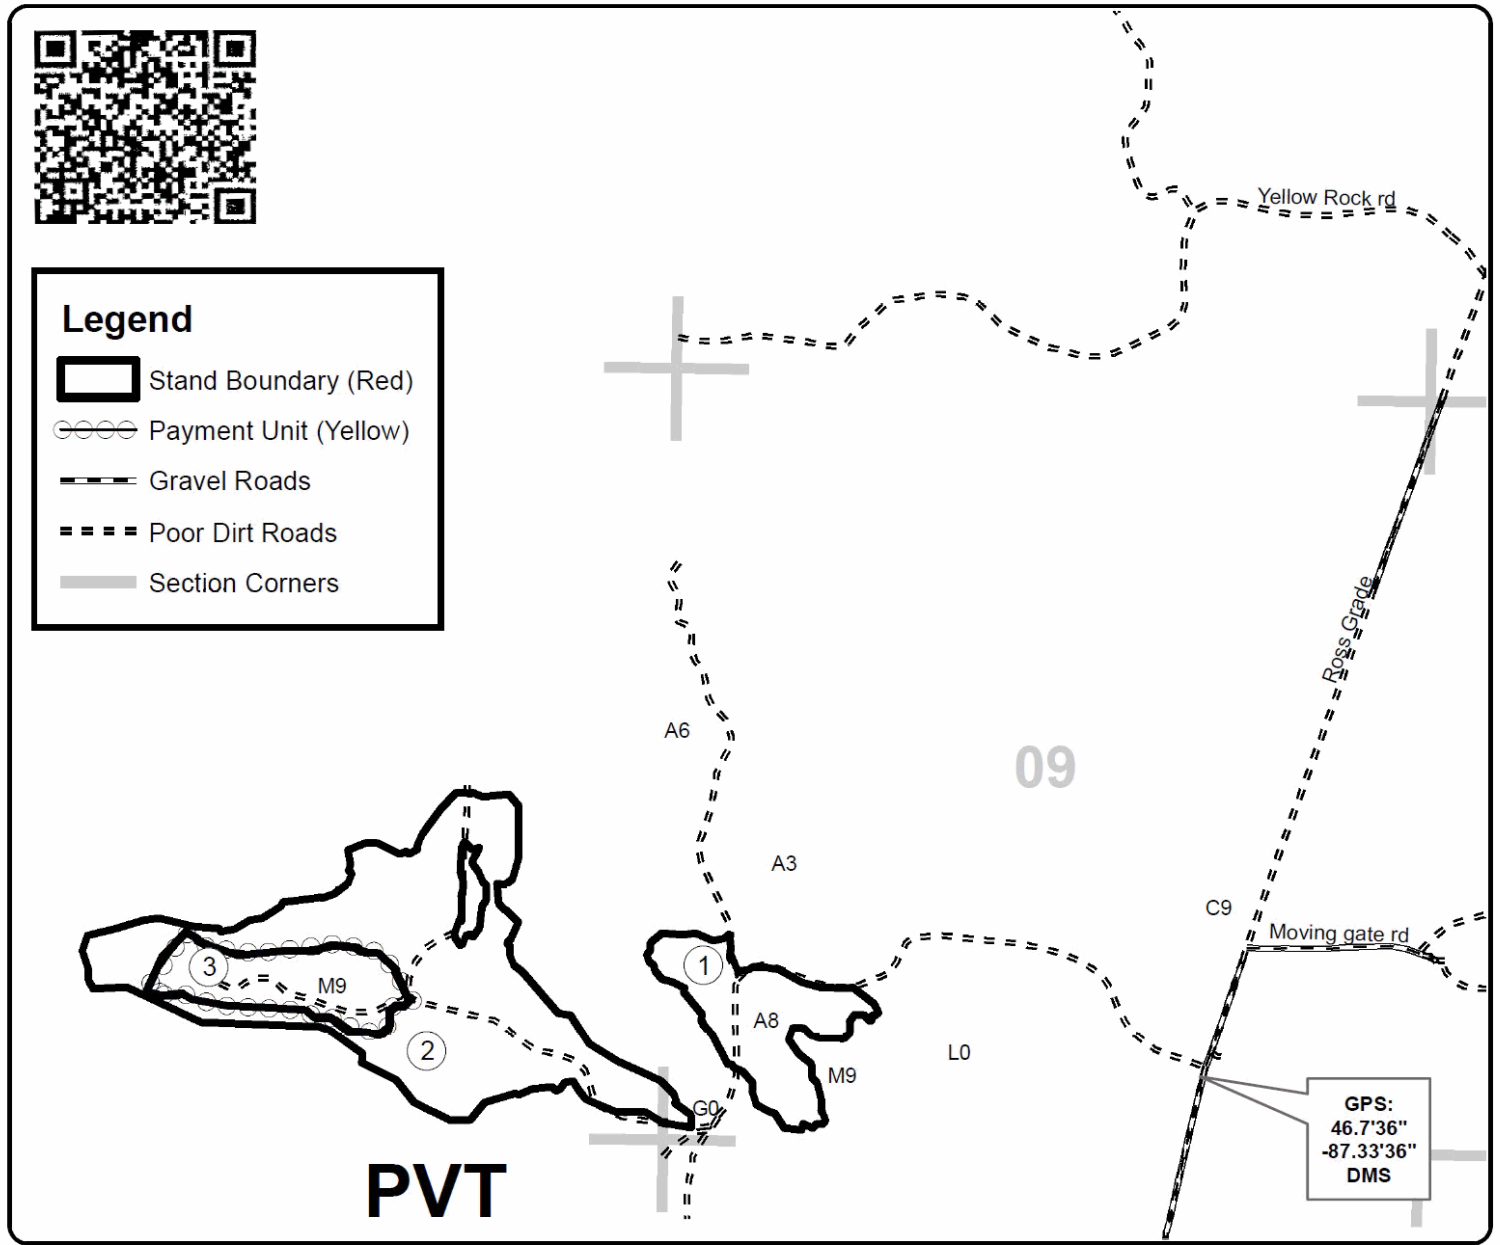 Yellow Rock rd
Legend
Stand Boundary (Red)
Payment Unit (Yellow)
Gravel Roads
Poor Dirt Roads
Section Corners
Ross Grade
A6
09
A3
C9
Moving gate rd
3
1
M9
A8
2
L0
M9
G0
GPS:
46.7'36"
-87.33'36"
DMS
PVT